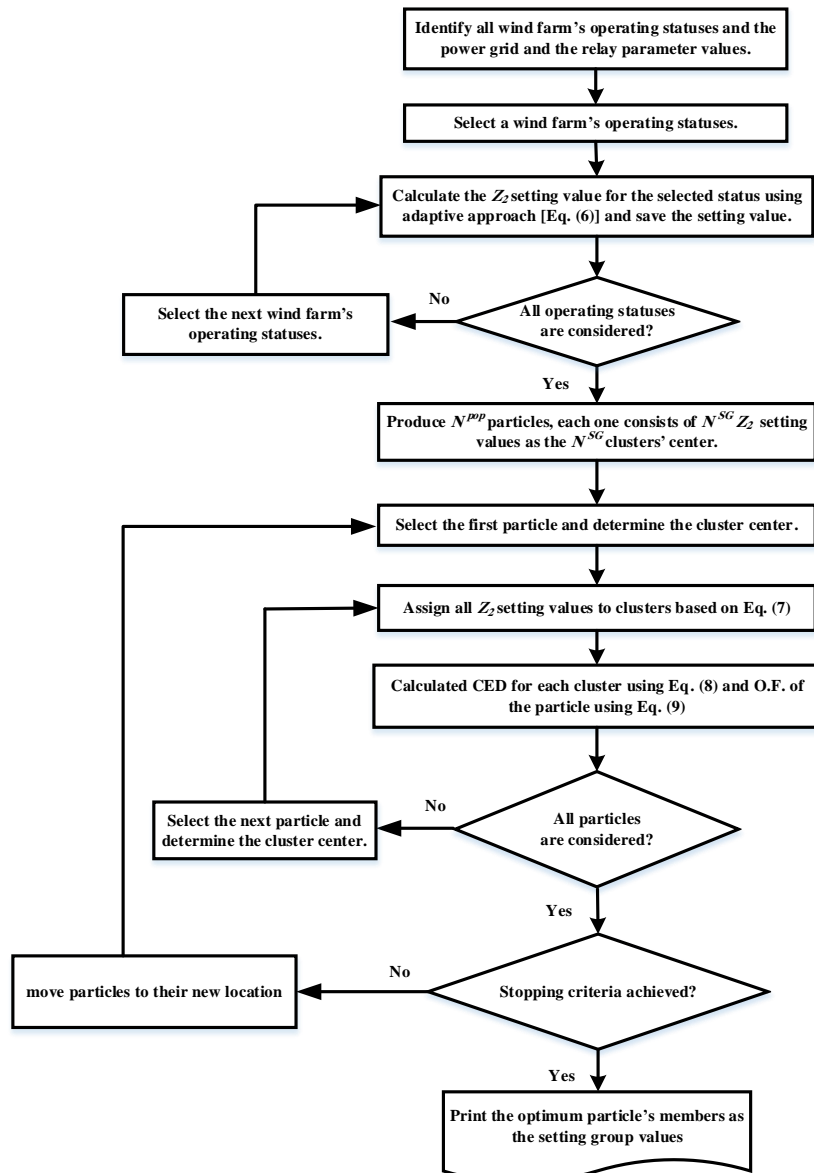 Identify all wind farm's operating statuses and the
power grid and the relay parameter values.
Select a wind farm's operating statuses.
Calculate the Z2 setting value for the selected status using
adaptive approach [Eq. (6)] and save the setting value.
All operating statuses
are considered?
No
Select the next wind farm's
operating statuses.
Yes
Produce N^pop particles, each one consists of N^SG Z2 setting
values as the N^SG clusters' center.
Select the first particle and determine the cluster center.
Assign all Z2 setting values to clusters based on Eq. (7)
Calculated CED for each cluster using Eq. (8) and O.F. of
the particle using Eq. (9)
All particles
are considered?
No
Select the next particle and
determine the cluster center.
Yes
Stopping criteria achieved?
No
move particles to their new location
Yes
Print the optimum particle's members as
the setting group values